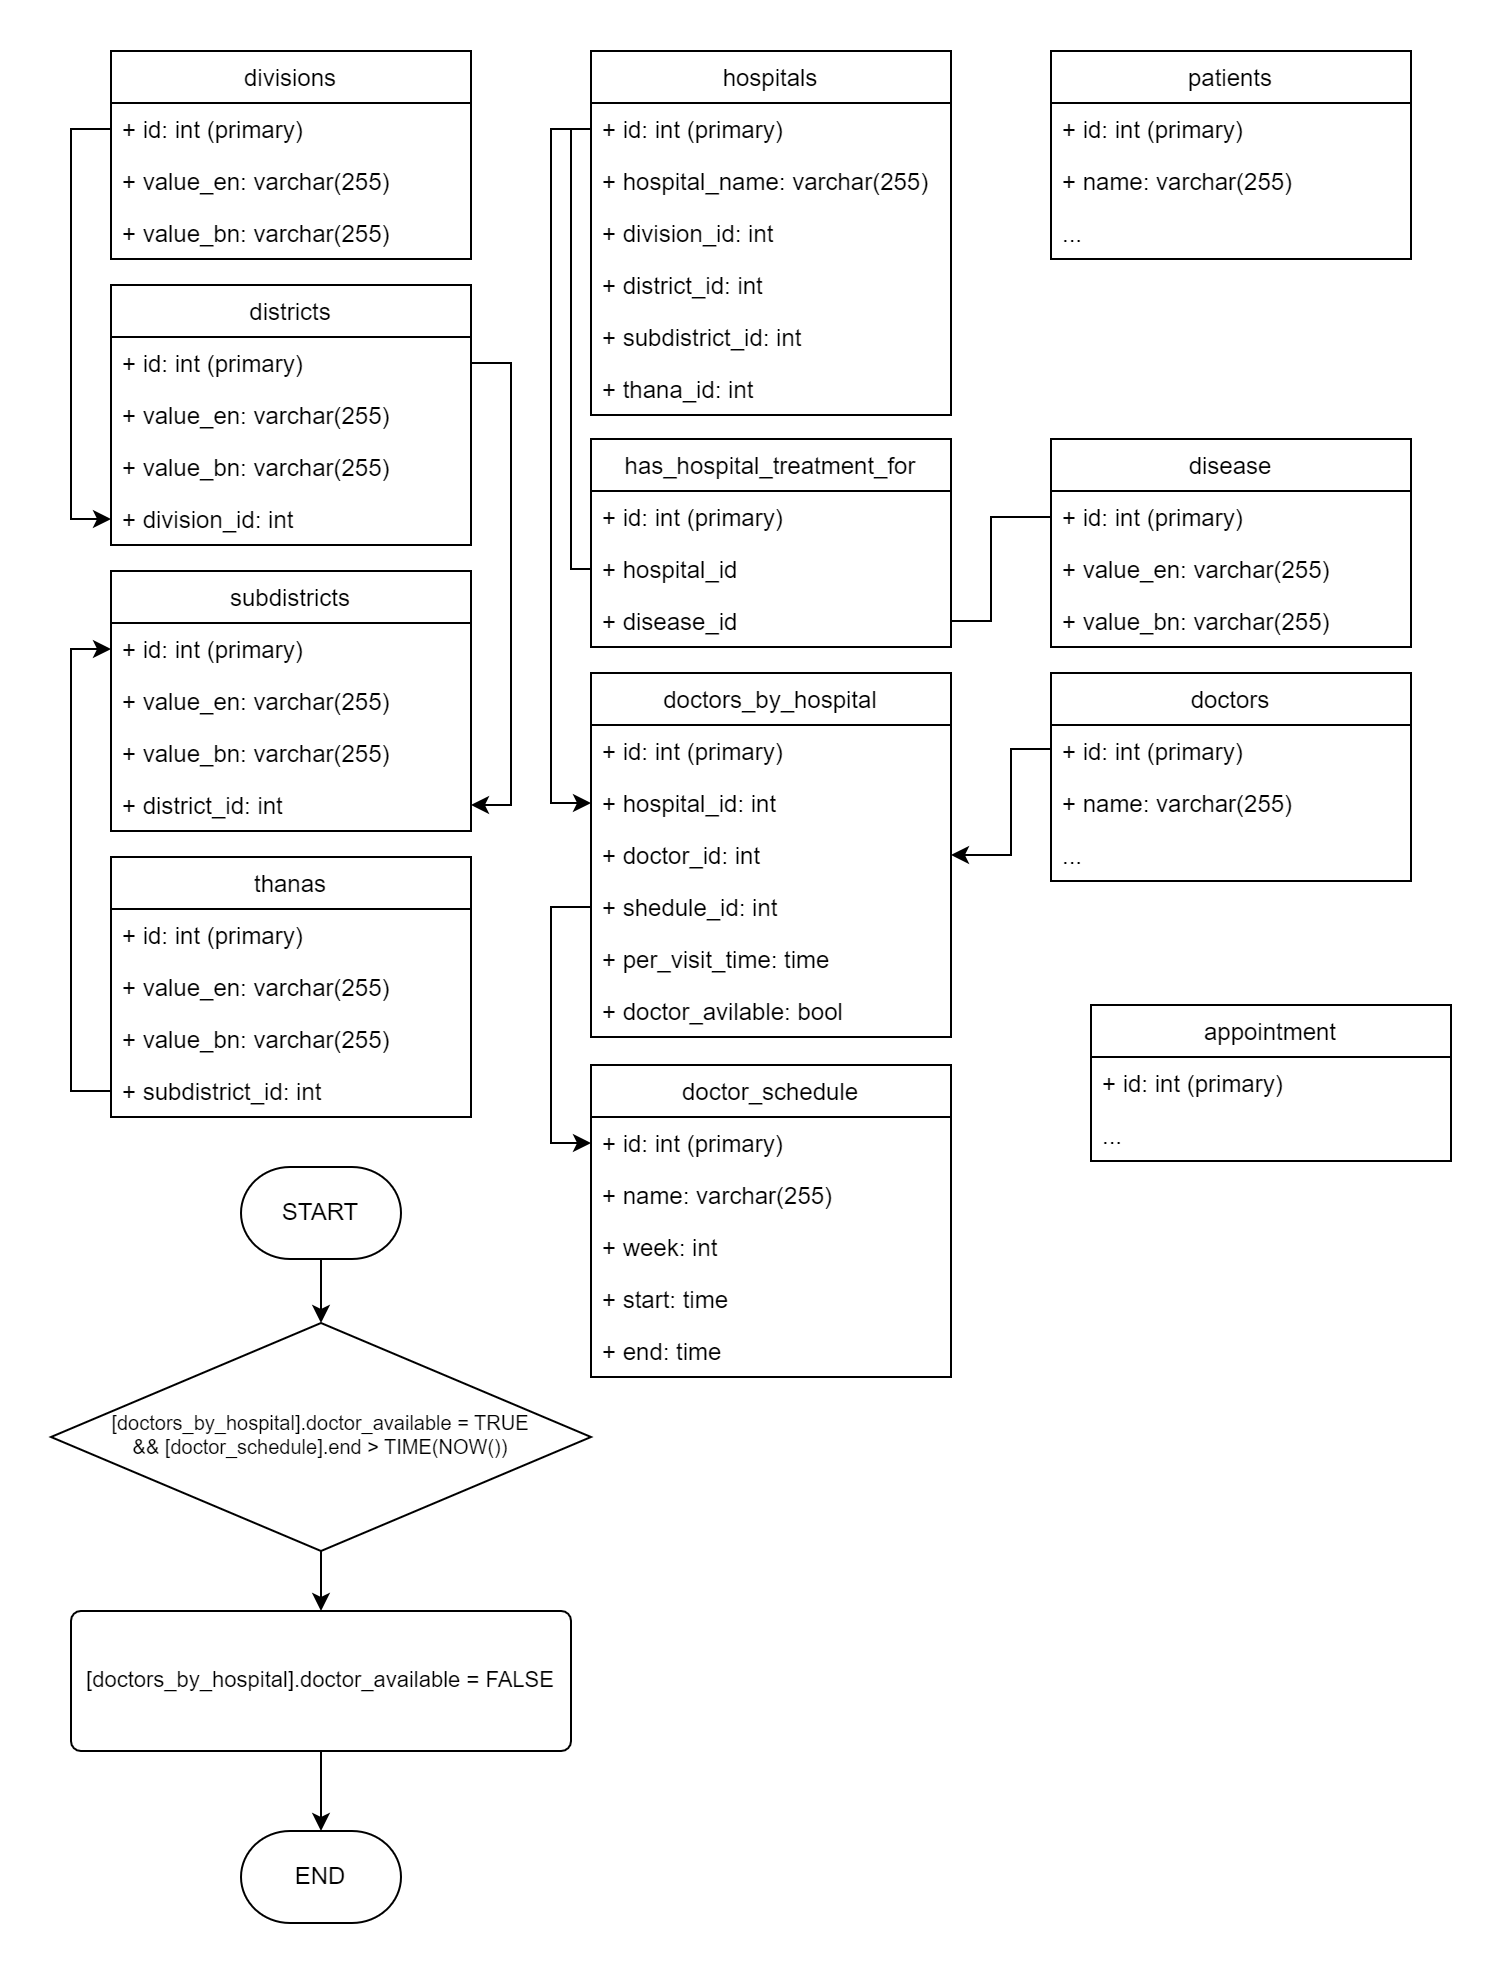 divisions
+ id: int (primary)
+ value_en: varchar(255)
+ value_bn: varchar(255)
districts
+ id: int (primary)
+ value_en: varchar(255)
+ value_bn: varchar(255)
+ division_id: int
subdistricts
+ id: int (primary)
+ value_en: varchar(255)
+ value_bn: varchar(255)
+ district_id: int
thanas
+ id: int (primary)
+ value_en: varchar(255)
+ value_bn: varchar(255)
+ subdistrict_id: int
hospitals
+ id: int (primary)
+ hospital_name: varchar(255)
+ division_id: int
+ district_id: int
+ subdistrict_id: int
+ thana_id: int
has_hospital_treatment_for
+ id: int (primary)
+ hospital_id
+ disease_id
doctors_by_hospital
+ id: int (primary)
+ hospital_id: int
+ doctor_id: int
+ shedule_id: int
+ per_visit_time: time
+ doctor_avilable: bool
doctor_schedule
+ id: int (primary)
+ name: varchar(255)
+ week: int
+ start: time
+ end: time
patients
+ id: int (primary)
+ name: varchar(255)
...
disease
+ id: int (primary)
+ value_en: varchar(255)
+ value_bn: varchar(255)
doctors
+ id: int (primary)
+ name: varchar(255)
...
appointment
+ id: int (primary)
...
START
[doctors_by_hospital].doctor_available = TRUE
&& [doctor_schedule].end > TIME(NOW())
[doctors_by_hospital].doctor_available = FALSE
END